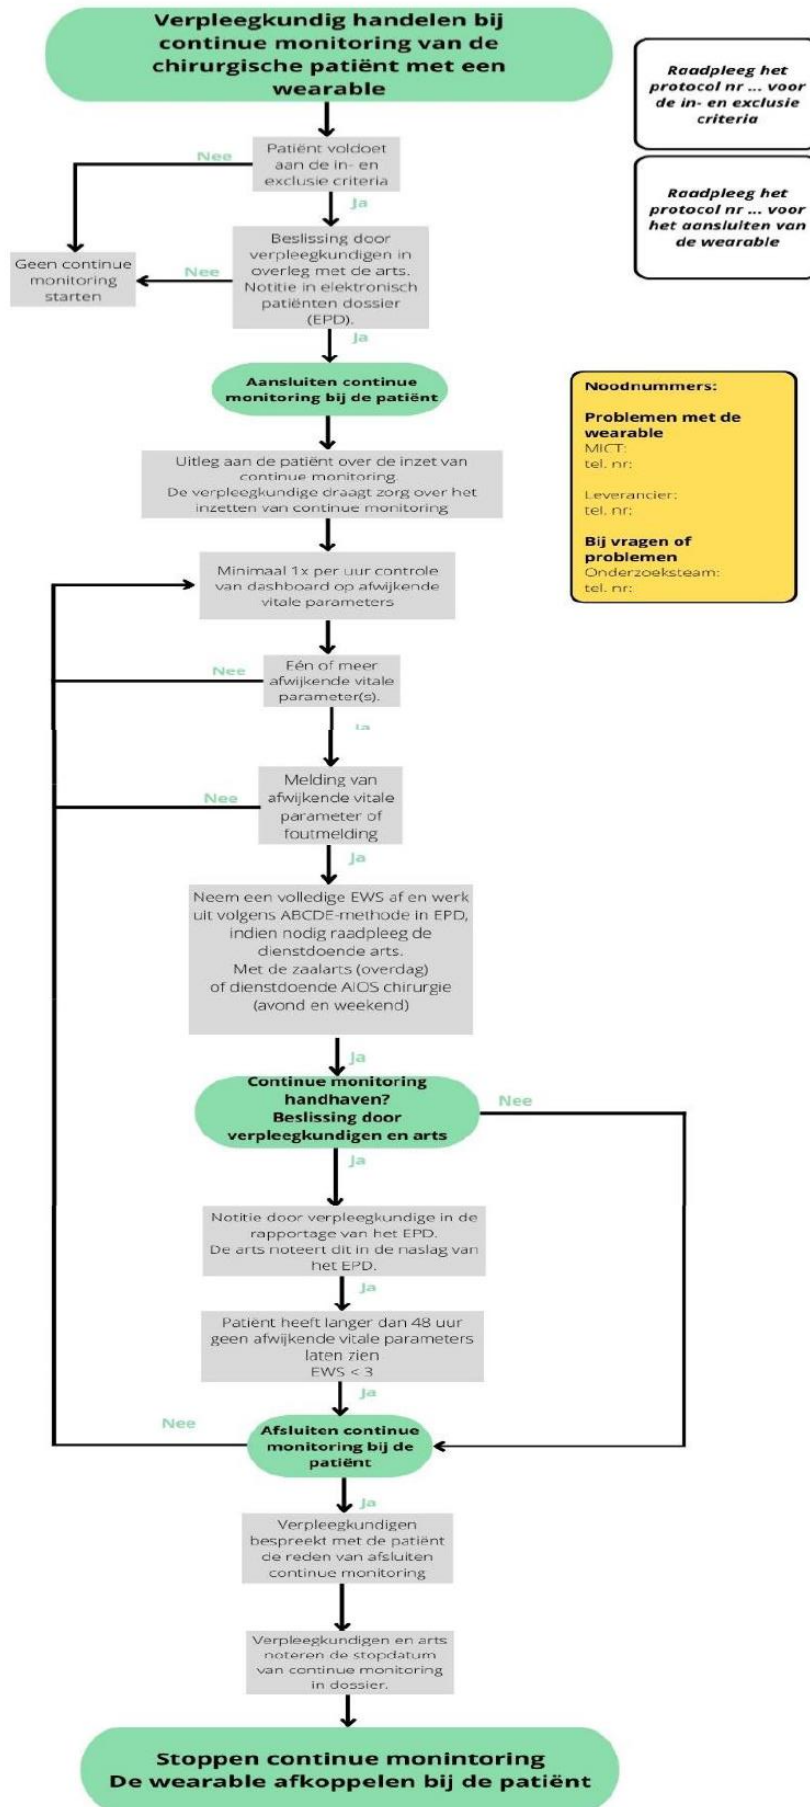 Verpleegkundig handelen bij
continue monitoring van de
chirurgische patiënt met een
wearable
Raadpleeg het
protocol nr ... voor
de in- en exclusie
criteria
Raadpleeg het
protocol nr ... voor
het aansluiten van
de wearable
Nee
Patiënt voldoet
aan de in- en
exclusie criteria
Ja
Geen continue
monitoring
starten
Nee
Beslissing door
verpleegkundigen in
overleg met de arts.
Notitie in elektronisch
patiënten dossier
(EPD).
Ja
Aansluiten continue
monitoring bij de patiënt
Noodnummers:
Problemen met de
wearable
MICT:
tel. nr:
Leverancier:
tel. nr:
Bij vragen of
problemen
Onderzoeksteam:
tel. nr:
Uitleg aan de patiënt over de inzet van
continue monitoring.
De verpleegkundige draagt zorg over het
inzetten van continue monitoring
Minimaal 1x per uur controle
van dashboard op afwijkende
vitale parameters
Nee
Eén of meer
afwijkende vitale
parameter(s).
Ja
Nee
Melding van
afwijkende vitale
parameter of
foutmelding
Ja
Neem een volledige EWS af en werk
uit volgens ABCDE-methode in EPD,
indien nodig raadpleeg de
dienstdoende arts.
Met de zaalarts (overdag)
of dienstdoende AIOS chirurgie
(avond en weekend)
Ja
Continue monitoring
handhaven?
Beslissing door
verpleegkundigen en arts
Nee
Ja
Notitie door verpleegkundige in de
rapportage van het EPD.
De arts noteert dit in de naslag van
het EPD.
Ja
Patiënt heeft langer dan 48 uur
geen afwijkende vitale parameters
laten zien
EWS < 3
Ja
Nee
Afsluiten continue
monitoring bij de
patiënt
Ja
Verpleegkundigen
bespreekt met de patiënt
de reden van afsluiten
continue monitoring
Verpleegkundigen en arts
noteren de stopdatum
van continue monitoring
in dossier.
Stoppen continue monintoring
De wearable afkoppelen bij de patiënt